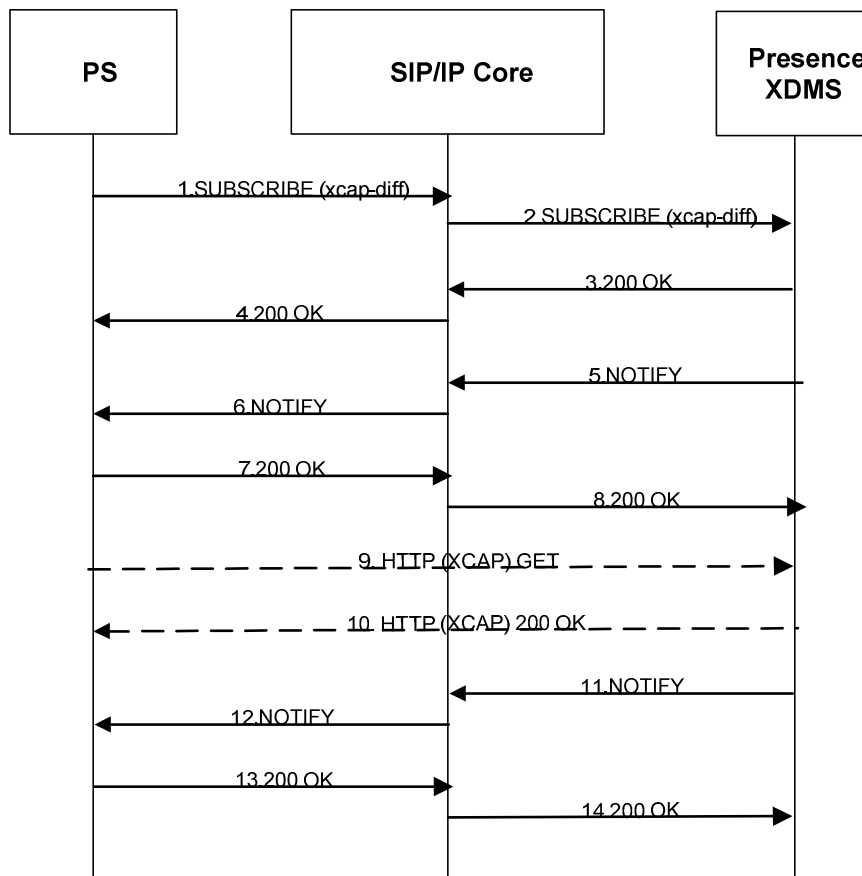 PS
SIP/IP Core
Presence
XDMS
1.SUBSCRIBE (xcap-diff)
2.SUBSCRIBE (xcap-diff)
3.200 OK
4.200 OK
5.NOTIFY
6.NOTIFY
7.200 OK
8.200 OK
9. HTTP (XCAP) GET
10. HTTP (XCAP) 200 OK
11.NOTIFY
12.NOTIFY
13.200 OK
14.200 OK